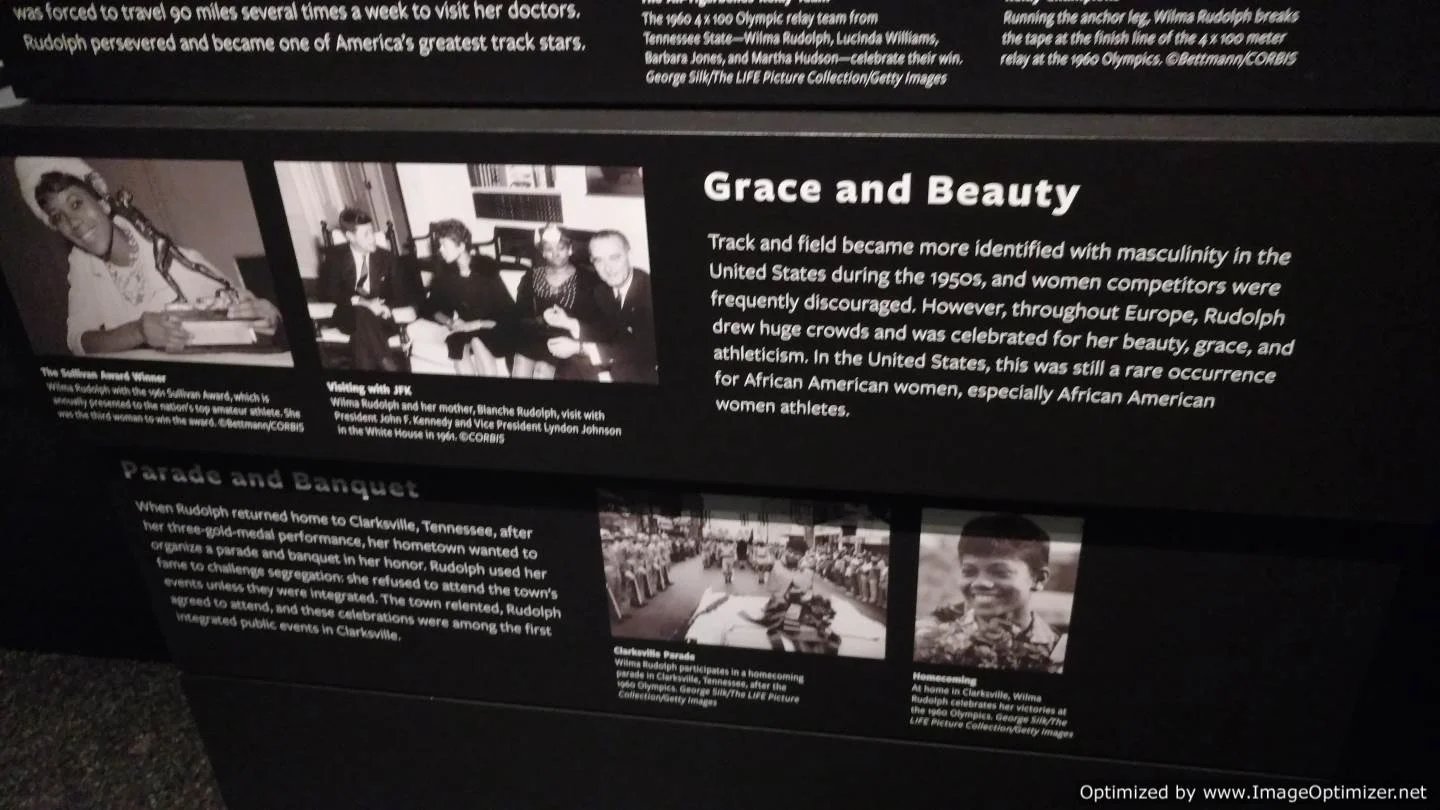 was forced to travel 90 miles several times a week to visit her doctors.
Rudolph persevered and became one of America's greatest track stars.
The 1960 4 x 100 Olympic relay team from
Tennessee State—Wilma Rudolph, Lucinda Williams,
Barbara Jones, and Martha Hudson—celebrate their win.
George Silk/The LIFE Picture Collection/Getty Images
Running the anchor leg, Wilma Rudolph breaks
the tape at the finish line of the 4 x 100 meter
relay at the 1960 Olympics. ©Bettmann/CORBIS
The Sullivan Award Winner
Wilma Rudolph with the 1961 Sullivan Award, which is
annually presented to the nation's top amateur athlete. She
was the third woman to win the award. ©Bettmann/CORBIS
Visiting with JFK
Wilma Rudolph and her mother, Blanche Rudolph, visit with
President John F. Kennedy and Vice President Lyndon Johnson
in the White House in 1961. ©CORBIS
Grace and Beauty
Track and field became more identified with masculinity in the
United States during the 1950s, and women competitors were
frequently discouraged. However, throughout Europe, Rudolph
drew huge crowds and was celebrated for her beauty, grace, and
athleticism. In the United States, this was still a rare occurrence
for African American women, especially African American
women athletes.
Parade and Banquet
When Rudolph returned home to Clarksville, Tennessee, after
her three-gold-medal performance, her hometown wanted to
organize a parade and banquet in her honor. Rudolph used her
fame to challenge segregation: she refused to attend the town's
events unless they were integrated. The town relented, Rudolph
agreed to attend, and these celebrations were among the first
integrated public events in Clarksville.
Clarksville Parade
Wilma Rudolph participates in a homecoming
parade in Clarksville, Tennessee, after the
1960 Olympics. George Silk/The LIFE Picture
Collection/Getty Images
Homecoming
At home in Clarksville, Wilma
Rudolph celebrates her victories at
the 1960 Olympics. George Silk/The
LIFE Picture Collection/Getty Images
Optimized by www.ImageOptimizer.net